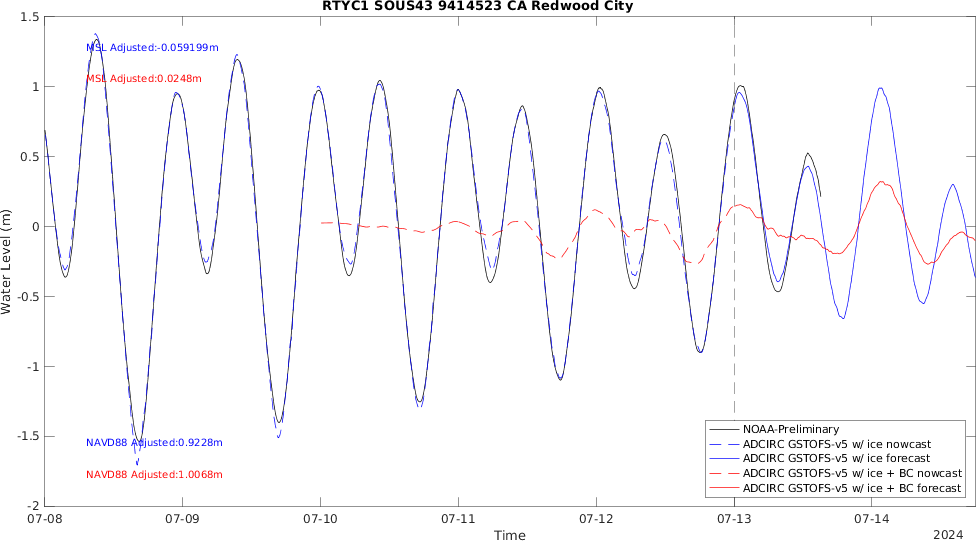 RTYC1 SOUS43 9414523 CA Redwood City
1.5
1
0.5
0
-0.5
-1
-1.5
-2
Water Level (m)
MSL Adjusted:-0.059199m
MSL Adjusted:0.0248m
NAVD88 Adjusted:0.9228m
NAVD88 Adjusted:1.0068m
NOAA-Preliminary
ADCIRC GSTOFS-v5 w/ ice nowcast
ADCIRC GSTOFS-v5 w/ ice forecast
ADCIRC GSTOFS-v5 w/ ice + BC nowcast
ADCIRC GSTOFS-v5 w/ ice + BC forecast
07-08 07-09 07-10 07-11 07-12 07-13 07-14
Time
2024